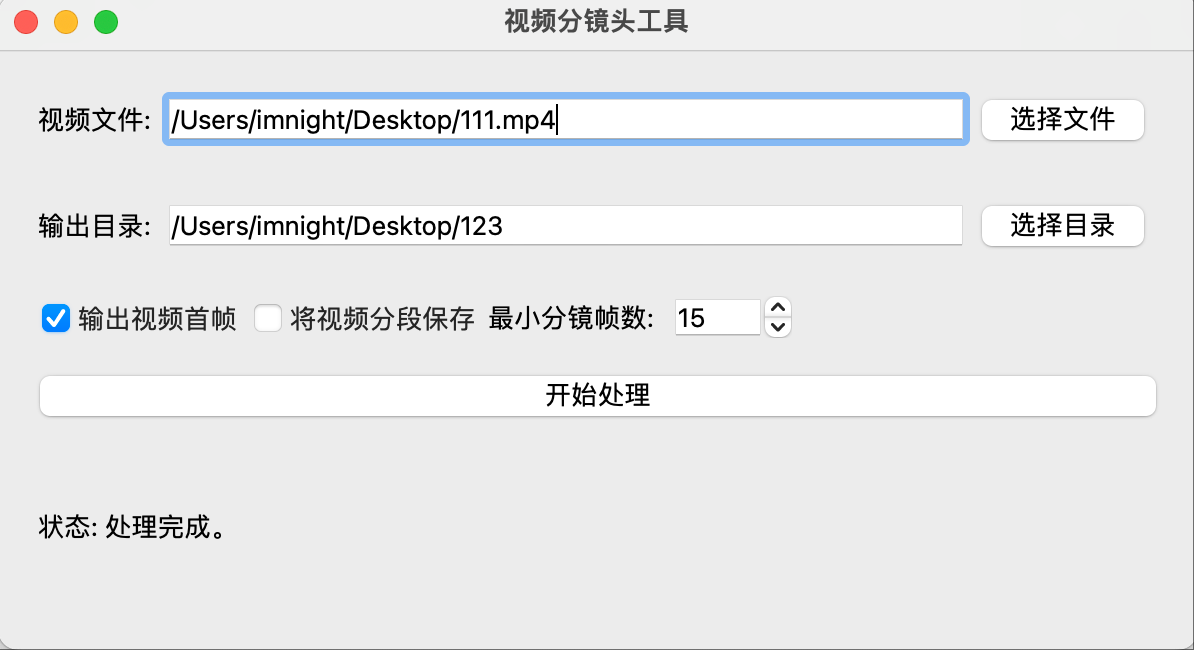 视频分镜头工具
视频文件: /Users/imnight/Desktop/111.mp4 选择文件
输出目录: /Users/imnight/Desktop/123 选择目录
输出视频首帧 将视频分段保存 最小分镜帧数: 15
开始处理
状态: 处理完成。